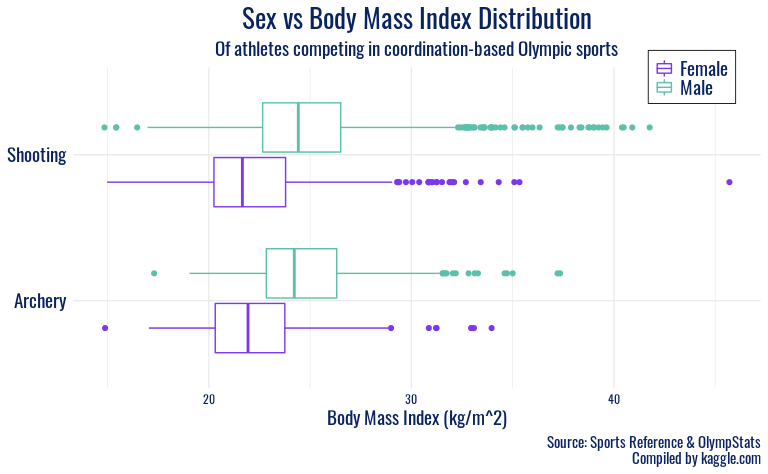 Sex vs Body Mass Index Distribution
Of athletes competing in coordination-based Olympic sports
Female
Male
Shooting
Archery
20
30
40
Body Mass Index (kg/m^2)
Source: Sports Reference & OlympStats
Compiled by kaggle.com